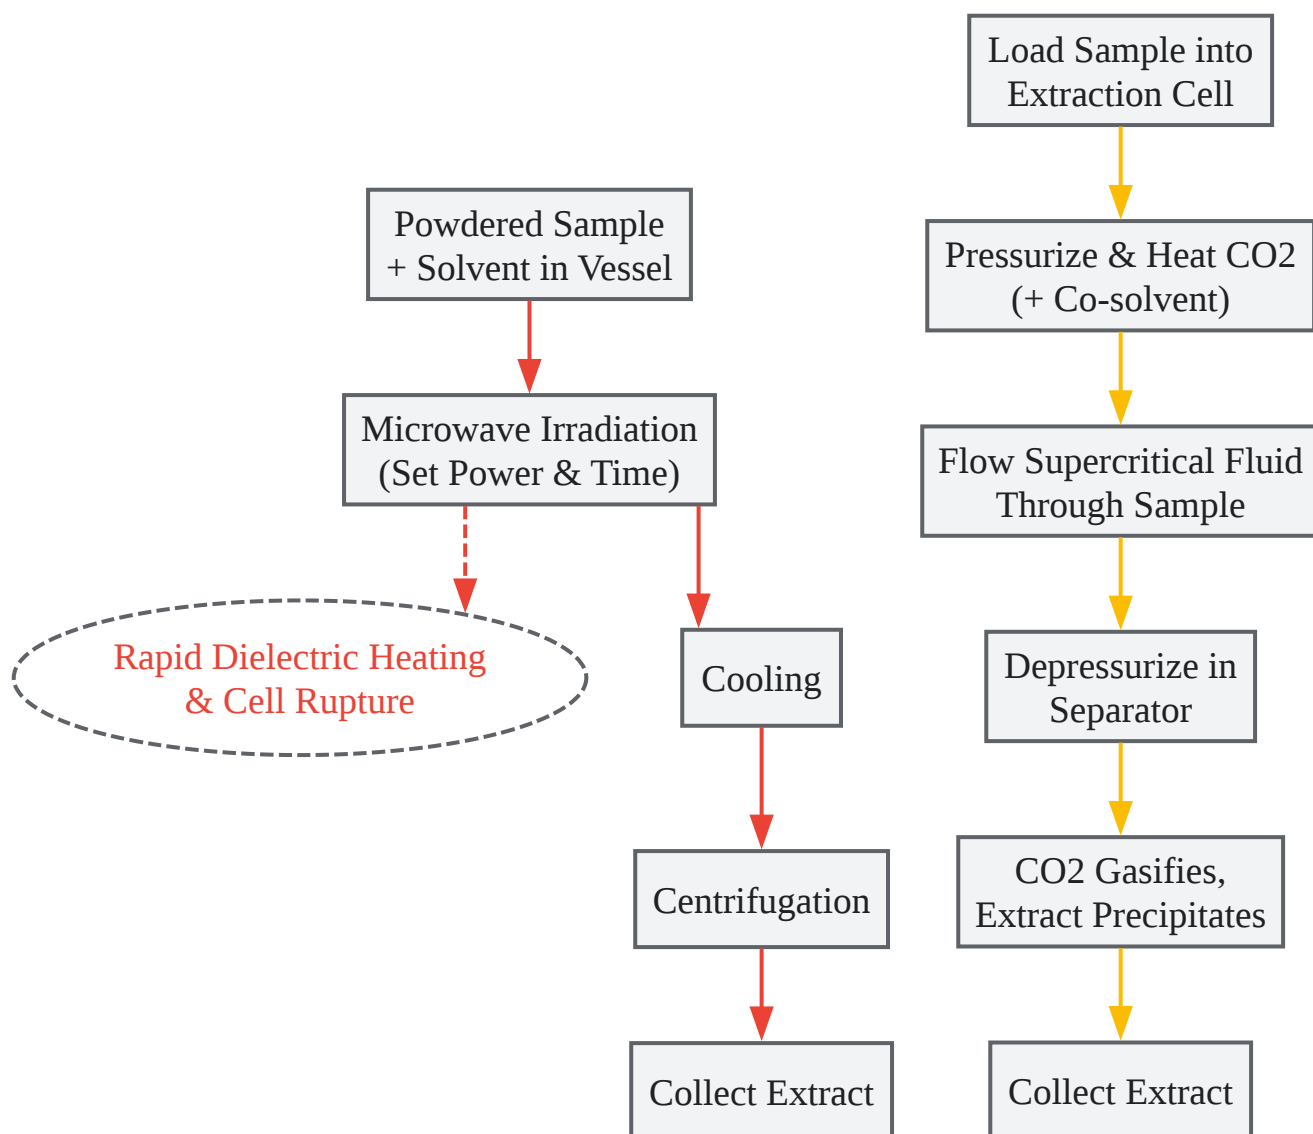 Powdered Sample
+ Solvent in Vessel
Microwave Irradiation
(Set Power & Time)
Rapid Dielectric Heating
& Cell Rupture
Cooling
Centrifugation
Collect Extract
Load Sample into
Extraction Cell
Pressurize & Heat CO2
(+ Co-solvent)
Flow Supercritical Fluid
Through Sample
Depressurize in
Separator
CO2 Gasifies,
Extract Precipitates
Collect Extract